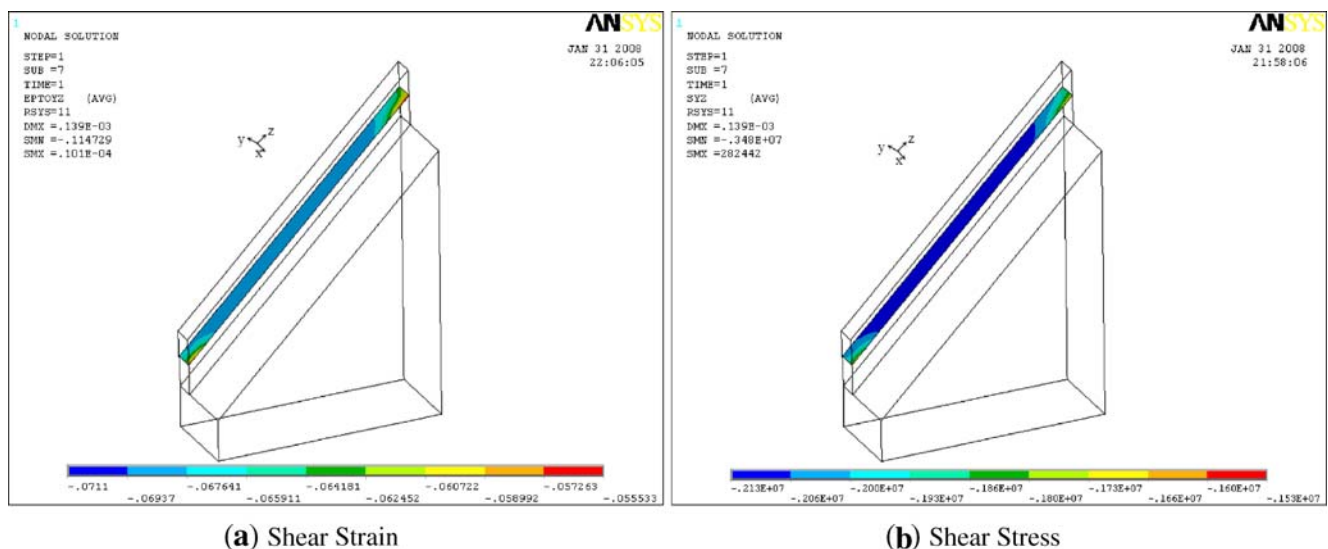 1
ANSYS
NODAL SOLUTION
JAN 31 2008
22:06:05
STEP=1
SUB =7
TIME=1
EPTOYZ (AVG)
RSYS=11
DMX =.139E-03
SMN =-.114729
SMX =.101E-04
y z
x
-.0711 -.067641 -.064181 -.060722 -.057263
-.06937 -.065911 -.062452 -.058992 -.055533
(a) Shear Strain
1
ANSYS
NODAL SOLUTION
JAN 31 2008
21:58:06
STEP=1
SUB =7
TIME=1
SYZ (AVG)
RSYS=11
DMX =.139E-03
SMN =-.348E+07
SMX =282442
y z
x
-.213E+07 -.200E+07 -.186E+07 -.173E+07 -.160E+07
-.206E+07 -.193E+07 -.180E+07 -.166E+07 -.153E+07
(b) Shear Stress